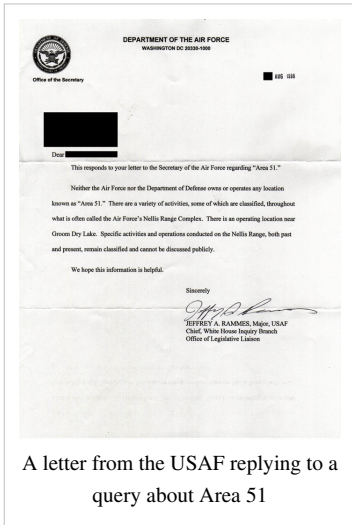 DEPARTMENT OF THE AIR FORCE
WASHINGTON DC 20330-1000
Office of the Secretary
AUG 1998
Dear
This responds to your letter to the Secretary of the Air Force regarding "Area 51."
Neither the Air Force nor the Department of Defense owns or operates any location
known as "Area 51." There are a variety of activities, some of which are classified, throughout
what is often called the Air Force's Nellis Range Complex. There is an operating location near
Groom Dry Lake. Specific activities and operations conducted on the Nellis Range, both past
and present, remain classified and cannot be discussed publicly.
We hope this information is helpful.
Sincerely
JEFFREY A. RAMMES, Major, USAF
Chief, White House Inquiry Branch
Office of Legislative Liaison
A letter from the USAF replying to a
query about Area 51